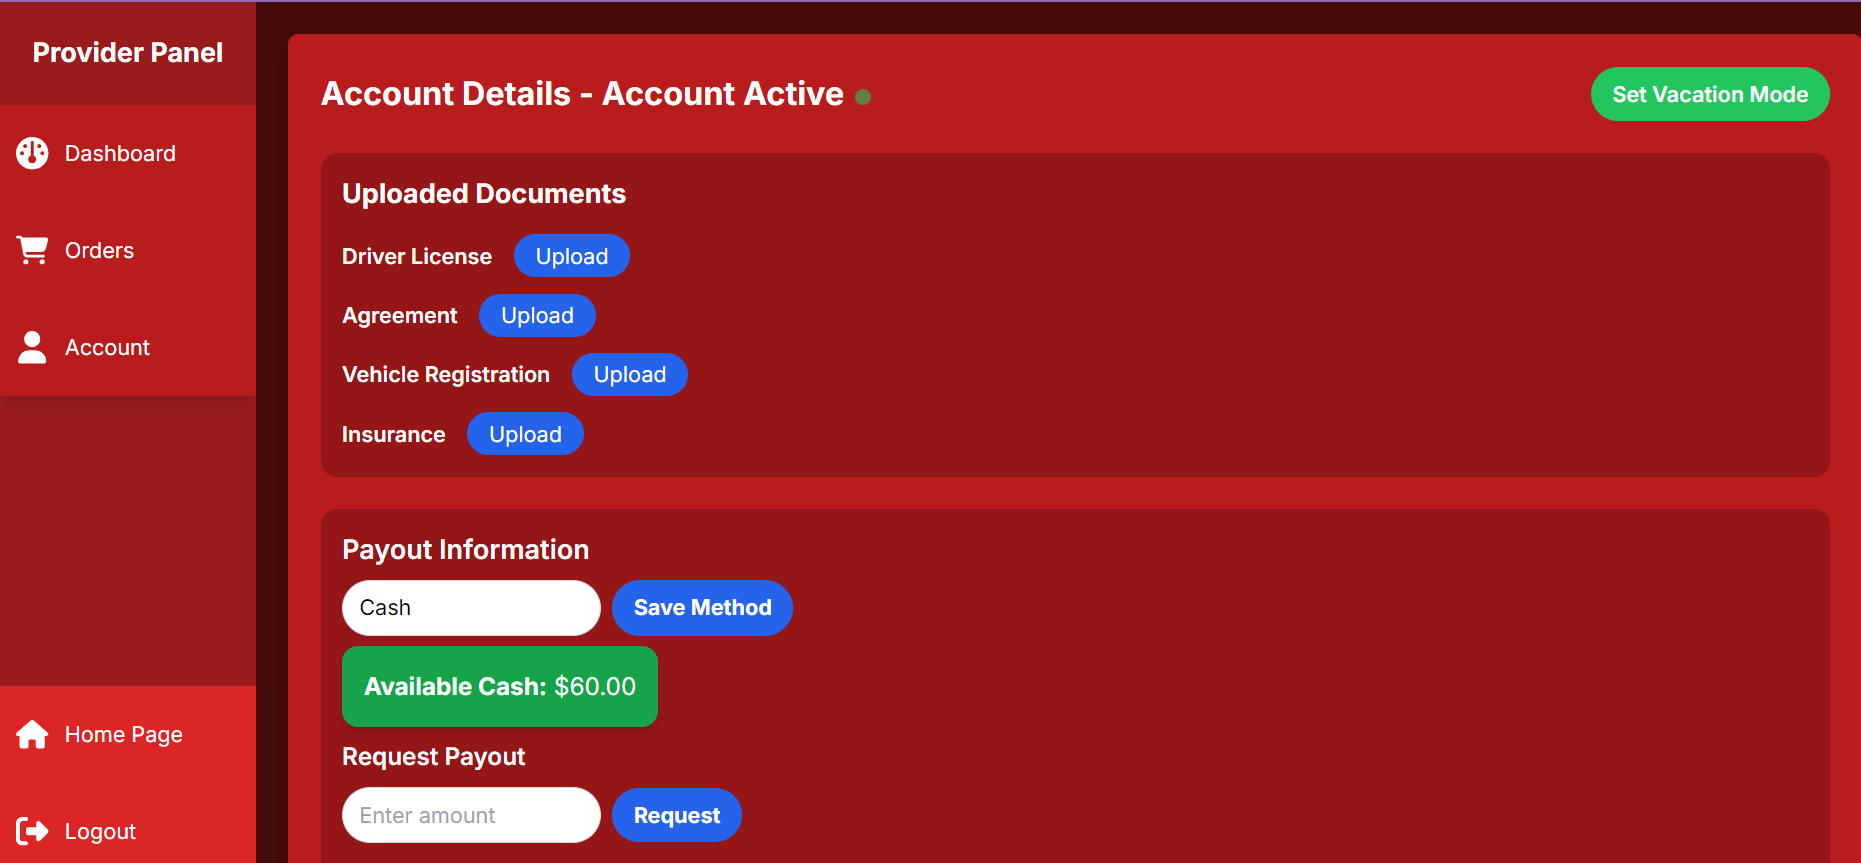 Provider Panel
Dashboard
Orders
Account
Home Page
Logout
Account Details - Account Active
Set Vacation Mode
Uploaded Documents
Driver License Upload
Agreement Upload
Vehicle Registration Upload
Insurance Upload
Payout Information
Cash Save Method
Available Cash: $60.00
Request Payout
Enter amount Request